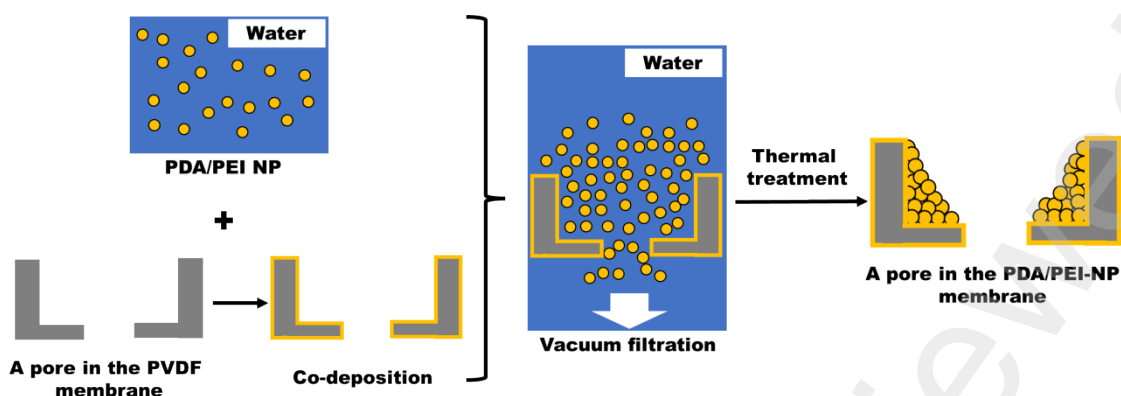 Water
PDA/PEI NP
+
A pore in the PVDF
membrane
Co-deposition
Water
Vacuum filtration
Thermal
treatment
A pore in the PDA/PEI-NP
membrane